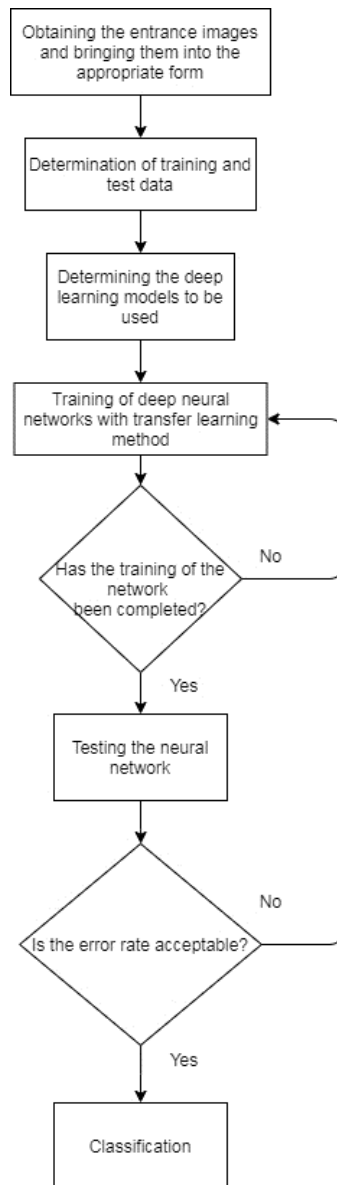 Obtaining the entrance images
and bringing them into the
appropriate form
Determination of training and
test data
Determining the deep
learning models to be
used
Training of deep neural
networks with transfer learning
method
No
Has the training of the
network
been completed?
Yes
Testing the neural
network
No
Is the error rate acceptable?
Yes
Classification